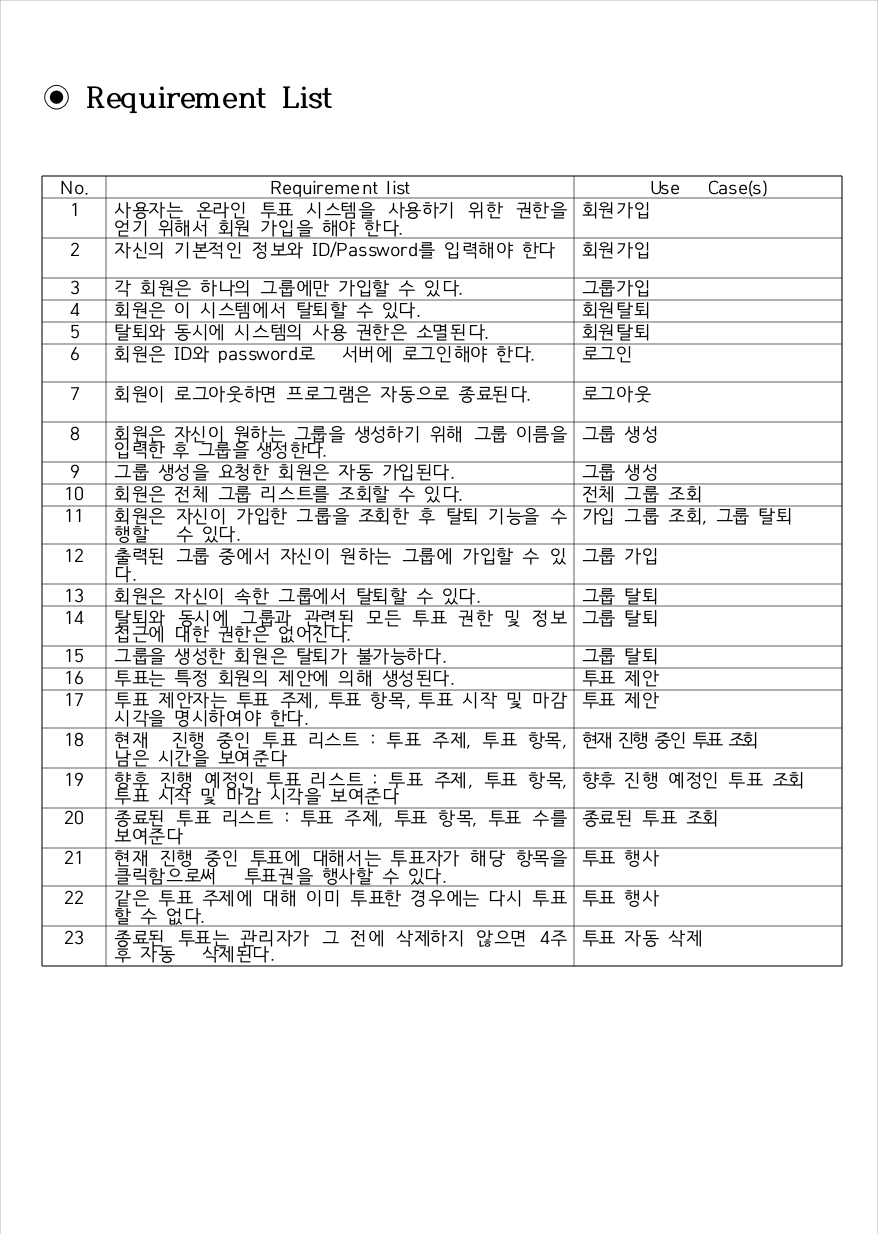 ◉ Requirement List
No. Requirement list Use Case(s)
1 사용자는 온라인 투표 시스템을 사용하기 위한 권한을 회원가입
얻기 위해서 회원 가입을 해야 한다.
2 자신의 기본적인 정보와 ID/Password를 입력해야 한다 회원가입
3 각 회원은 하나의 그룹에만 가입할 수 있다. 그룹가입
4 회원은 이 시스템에서 탈퇴할 수 있다. 회원탈퇴
5 탈퇴와 동시에 시스템의 사용 권한은 소멸된다. 회원탈퇴
6 회원은 ID와 password로 서버에 로그인해야 한다. 로그인
7 회원이 로그아웃하면 프로그램은 자동으로 종료된다. 로그아웃
8 회원은 자신이 원하는 그룹을 생성하기 위해 그룹 이름을 그룹 생성
입력한 후 그룹을 생정한다.
9 그룹 생성을 요청한 회원은 자동 가입된다. 그룹 생성
10 회원은 전체 그룹 리스트를 조회할 수 있다. 전체 그룹 조회
11 회원은 자신이 가입한 그룹을 조회한 후 탈퇴 기능을 수 가입 그룹 조회, 그룹 탈퇴
행할 수 있다.
12 출력된 그룹 중에서 자신이 원하는 그룹에 가입할 수 있 그룹 가입
다.
13 회원은 자신이 속한 그룹에서 탈퇴할 수 있다. 그룹 탈퇴
14 탈퇴와 동시에 그룹과 관련된 모든 투표 권한 및 정보 그룹 탈퇴
접근에 대한 권한은 없어진다.
15 그룹을 생성한 회원은 탈퇴가 불가능하다. 그룹 탈퇴
16 투표는 특정 회원의 제안에 의해 생성된다. 투표 제안
17 투표 제안자는 투표 주제, 투표 항목, 투표 시작 및 마감 투표 제안
시각을 명시하여야 한다.
18 현재 진행 중인 투표 리스트 : 투표 주제, 투표 항목, 현재 진행 중인 투표 조회
남은 시간을 보여준다
19 향후 진행 예정인 투표 리스트 : 투표 주제, 투표 항목, 향후 진행 예정인 투표 조회
투표 시작 및 마감 시각을 보여준다
20 종료된 투표 리스트 : 투표 주제, 투표 항목, 투표 수를 종료된 투표 조회
보여준다
21 현재 진행 중인 투표에 대해서는 투표자가 해당 항목을 투표 행사
클릭함으로써 투표권을 행사할 수 있다.
22 같은 투표 주제에 대해 이미 투표한 경우에는 다시 투표 투표 행사
할 수 없다.
23 종료된 투표는 관리자가 그 전에 삭제하지 않으면 4주 투표 자동 삭제
후 자동 삭제된다.